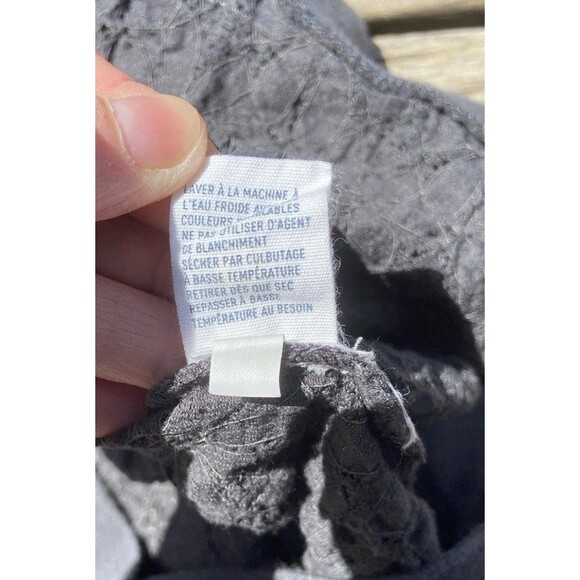 LAVER À LA MACHINE À
L'EAU FROIDE AVABLES
COULEURS
NE PAS UTILISER D'AGENT
DE BLANCHIMENT
SÉCHER PAR CULBUTAGE
À BASSE TEMPÉRATURE
RETIRER DÈS QUE SEC
REPASSER À BASSE
TEMPÉRATURE AU BESOIN